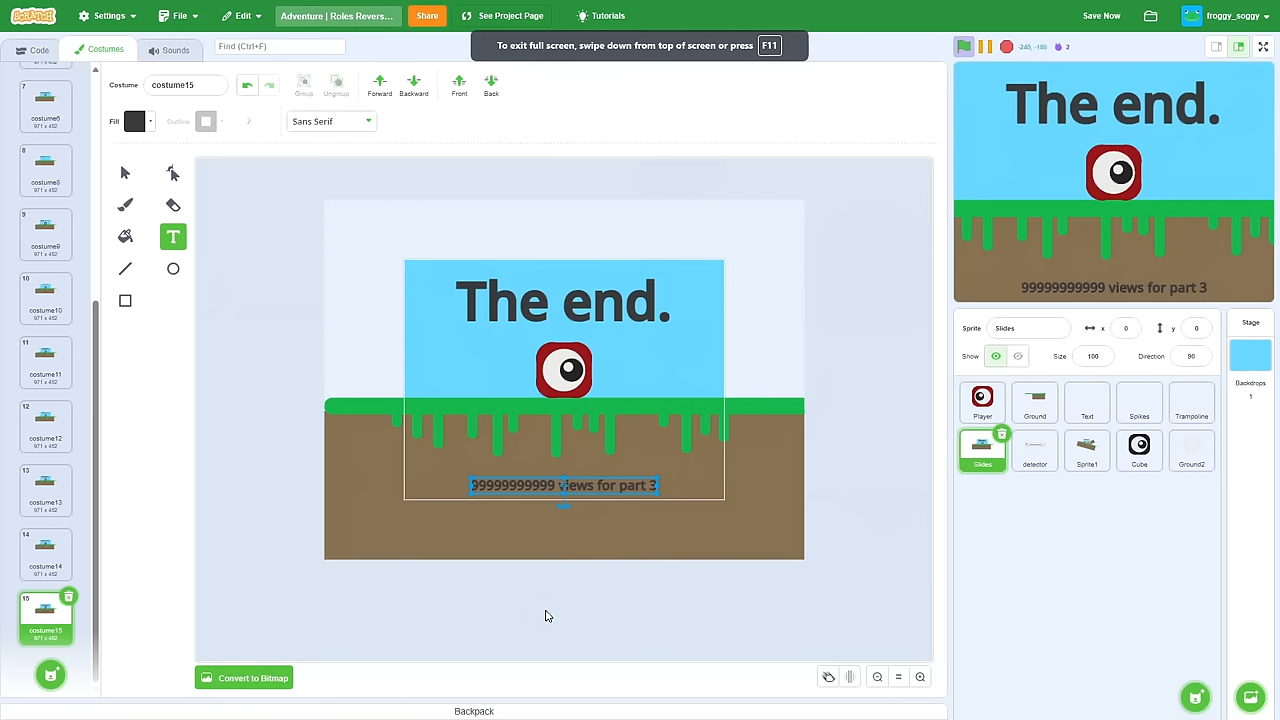 SCRATCH
Settings
File
Edit
Adventure | Roles Revers...
Share
See Project Page
Tutorials
Save Now
froggy_soggy
Code
Costumes
Sounds
Find (Ctrl+F)
To exit full screen, swipe down from top of screen or press F11
-240, -180
2
Costume
costume15
Group
Ungroup
Forward
Backward
Front
Back
Fill
Outline
2
Sans Serif
7
costume6
971 x 452
8
costume8
971 x 452
9
costume9
971 x 452
10
costume10
971 x 452
11
costume11
971 x 452
12
costume12
971 x 452
13
costume13
971 x 452
14
costume14
971 x 452
15
costume15
971 x 452
T
The end.
99999999999 views for part 3
Convert to Bitmap
Backpack
The end.
99999999999 views for part 3
Sprite
Slides
x
0
y
0
Show
Size
100
Direction
90
Stage
Backdrops
1
Player
Ground
Text
Spikes
Trampoline
Slides
detector
Sprite1
Cube
Ground2